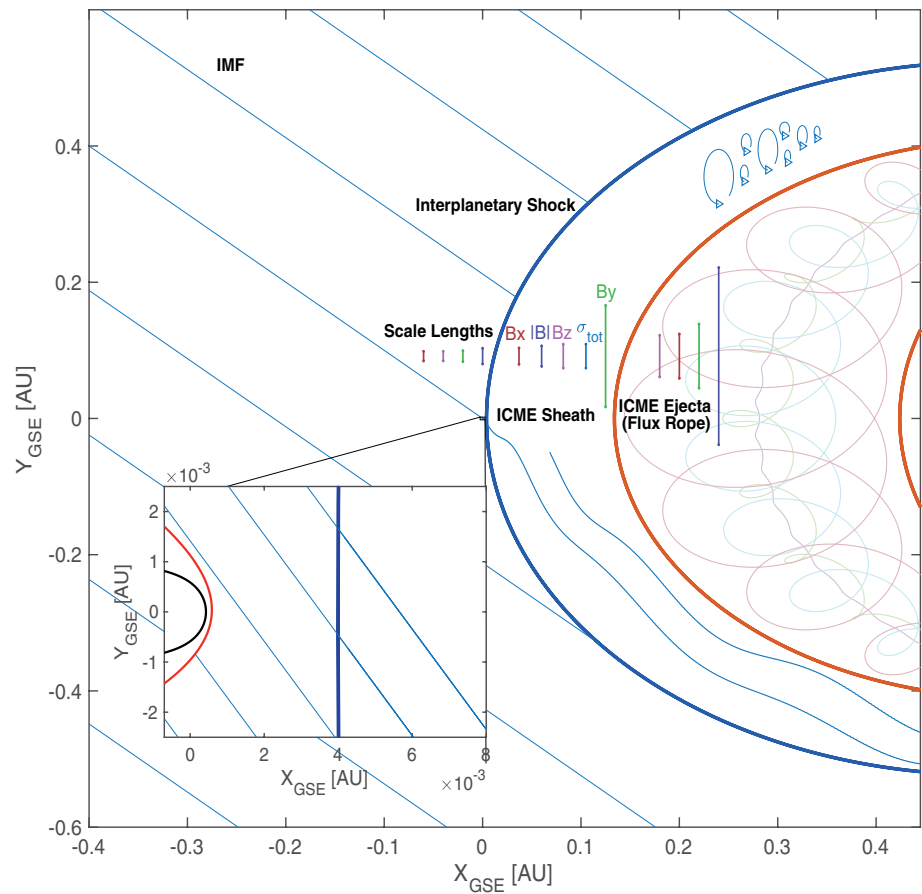 IMF
0.4
Interplanetary Shock
0.2
By
Scale Lengths
Bx |B| Bz σtot
0
ICME Sheath
ICME Ejecta
(Flux Rope)
Y_GSE [AU]
×10^-3
2
1
0
-1
-2
Y_GSE [AU]
0 2 4 6 8
X_GSE [AU]
×10^-3
-0.2
-0.4
-0.6
-0.4 -0.3 -0.2 -0.1 0 0.1 0.2 0.3 0.4
X_GSE [AU]